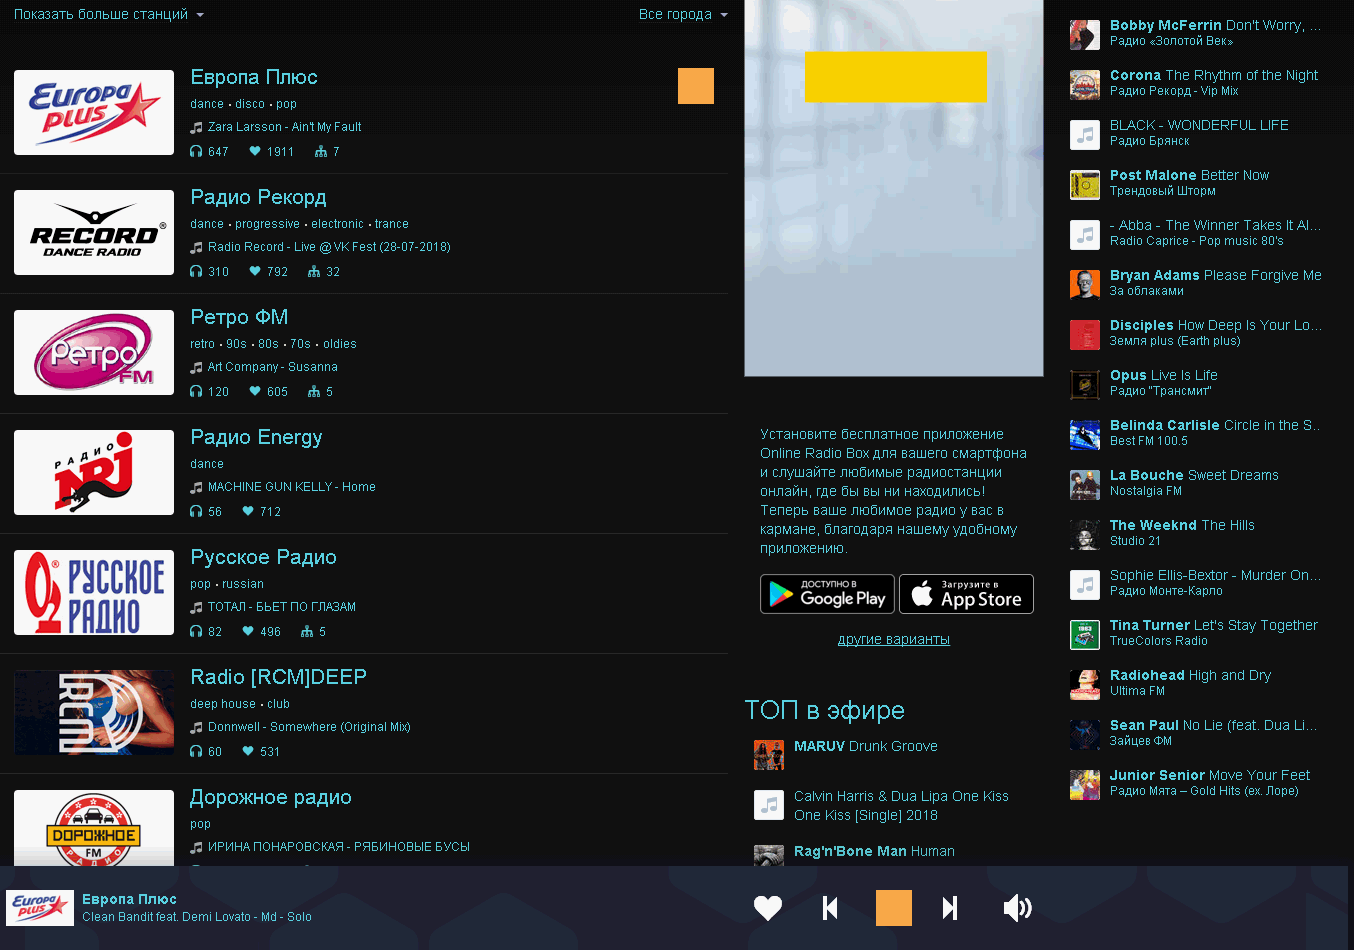 Показать больше станций
Все города
Европа Плюс
dance • disco • pop
Zara Larsson - Ain't My Fault
647 1911 7
Europa plus
Радио Рекорд
dance • progressive • electronic • trance
Radio Record - Live @ VK Fest (28-07-2018)
310 792 32
RECORD®
DANCE RADIO
Ретро ФМ
retro • 90s • 80s • 70s • oldies
Art Company - Susanna
120 605 5
Ретро FM
Радио Energy
dance
MACHINE GUN KELLY - Home
56 712
РАДИО
NRJ
Русское Радио
pop • russian
ТОТАЛ - БЬЕТ ПО ГЛАЗАМ
82 496 5
РУССКОЕ
РАДИО
Radio [RCM]DEEP
deep house • club
Donnwell - Somewhere (Original Mix)
60 531
RCM
Дорожное радио
pop
ИРИНА ПОНАРОВСКАЯ - РЯБИНОВЫЕ БУСЫ
ДОРОЖНОЕ
FM
РАДИО
Установите бесплатное приложение
Online Radio Box для вашего смартфона
и слушайте любимые радиостанции
онлайн, где бы вы ни находились!
Теперь ваше любимое радио у вас в
кармане, благодаря нашему удобному
приложению.
ДОСТУПНО В
Google Play
Загрузите в
App Store
другие варианты
ТОП в эфире
MARUV Drunk Groove
Calvin Harris & Dua Lipa One Kiss
One Kiss [Single] 2018
Rag'n'Bone Man Human
Bobby McFerrin Don't Worry, ...
Радио «Золотой Век»
Corona The Rhythm of the Night
Радио Рекорд - Vip Mix
BLACK - WONDERFUL LIFE
Радио Брянск
Post Malone Better Now
Трендовый Шторм
- Abba - The Winner Takes It Al...
Radio Caprice - Pop music 80's
Bryan Adams Please Forgive Me
За облаками
Disciples How Deep Is Your Lo...
Земля plus (Earth plus)
Opus Live Is Life
Радио "Трансмит"
Belinda Carlisle Circle in the S..
Best FM 100.5
La Bouche Sweet Dreams
Nostalgia FM
The Weeknd The Hills
Studio 21
Sophie Ellis-Bextor - Murder On...
Радио Монте-Карло
Tina Turner Let's Stay Together
TrueColors Radio
Radiohead High and Dry
Ultima FM
Sean Paul No Lie (feat. Dua Li...
Зайцев ФМ
Junior Senior Move Your Feet
Радио Мята – Gold Hits (ex. Лоре)
Europa plus
Европа Плюс
Clean Bandit feat. Demi Lovato - Md - Solo